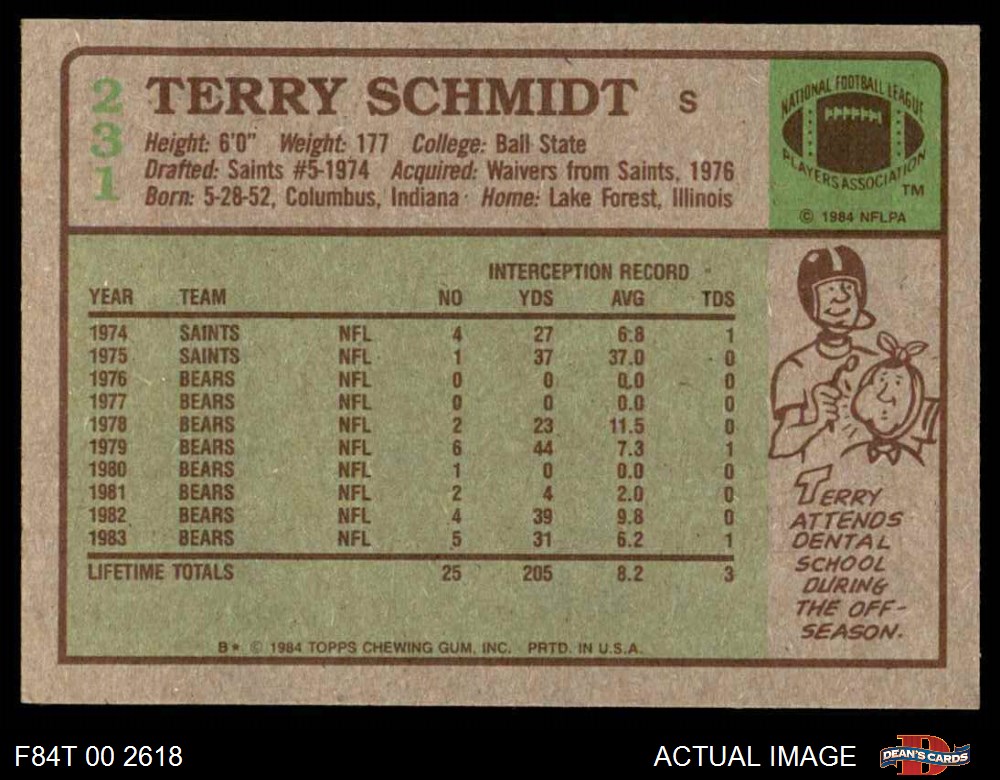 231
TERRY SCHMIDT S
Height: 6'0" Weight: 177 College: Ball State
Drafted: Saints #5-1974 Acquired: Waivers from Saints, 1976
Born: 5-28-52, Columbus, Indiana Home: Lake Forest, Illinois
NATIONAL FOOTBALL LEAGUE
PLAYERS ASSOCIATION
TM
© 1984 NFLPA
INTERCEPTION RECORD
YEAR TEAM NO YDS AVG TDS
1974 SAINTS NFL 4 27 6.8 1
1975 SAINTS NFL 1 37 37.0 0
1976 BEARS NFL 0 0 0.0 0
1977 BEARS NFL 0 0 0.0 0
1978 BEARS NFL 2 23 11.5 0
1979 BEARS NFL 6 44 7.3 1
1980 BEARS NFL 1 0 0.0 0
1981 BEARS NFL 2 4 2.0 0
1982 BEARS NFL 4 39 9.8 0
1983 BEARS NFL 5 31 6.2 1
LIFETIME TOTALS 25 205 8.2 3
B* © 1984 TOPPS CHEWING GUM, INC. PRTD. IN U.S.A.
TERRY
ATTENDS
DENTAL
SCHOOL
DURING
THE OFF-
SEASON.
F84T 00 2618
ACTUAL IMAGE
D
DEAN'S CARDS